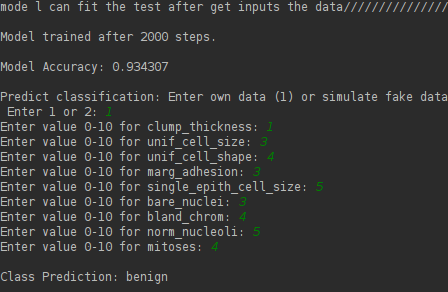 mode l can fit the test after get inputs the data///////////////
Model trained after 2000 steps.
Model Accuracy: 0.934307
Predict classification: Enter own data (1) or simulate fake data
Enter 1 or 2: 1
Enter value 0-10 for clump_thickness: 1
Enter value 0-10 for unif_cell_size: 3
Enter value 0-10 for unif_cell_shape: 4
Enter value 0-10 for marg_adhesion: 3
Enter value 0-10 for single_epith_cell_size: 5
Enter value 0-10 for bare_nuclei: 3
Enter value 0-10 for bland_chrom: 4
Enter value 0-10 for norm_nucleoli: 5
Enter value 0-10 for mitoses: 4
Class Prediction: benign